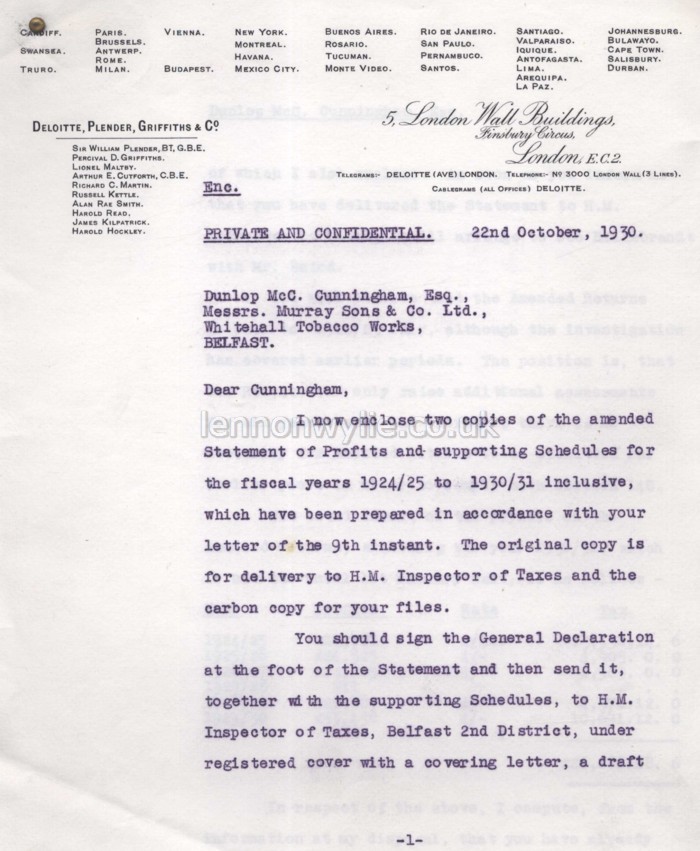 CARDIFF.
SWANSEA.
TRURO.
PARIS.
BRUSSELS.
ANTWERP.
ROME.
MILAN.
VIENNA.
BUDAPEST.
NEW YORK.
MONTREAL.
HAVANA.
MEXICO CITY.
BUENOS AIRES.
ROSARIO.
TUCUMAN.
MONTE VIDEO.
RIO DE JANEIRO.
SAN PAULO.
PERNAMBUCO.
SANTOS.
SANTIAGO.
VALPARAISO.
IQUIQUE.
ANTOFAGASTA.
LIMA.
AREQUIPA.
LA PAZ.
JOHANNESBURG.
BULAWAYO.
CAPE TOWN.
SALISBURY.
DURBAN.
DELOITTE, PLENDER, GRIFFITHS & Co.
SIR WILLIAM PLENDER, BT, G.B.E.
PERCIVAL D. GRIFFITHS.
LIONEL MALTBY.
ARTHUR E. CUTFORTH, C.B.E.
RICHARD C. MARTIN.
RUSSELL KETTLE.
ALAN RAE SMITH.
HAROLD READ.
JAMES KILPATRICK.
HAROLD HOCKLEY.
5, London Wall Buildings,
Finsbury Circus,
London, E.C.2.
TELEGRAMS:- DELOITTE (AVE) LONDON. TELEPHONE:- No 3000 LONDON WALL (3 LINES).
CABLEGRAMS (ALL OFFICES) DELOITTE.
Enc.
PRIVATE AND CONFIDENTIAL. 22nd October, 1930.
Dunlop McC. Cunningham, Esq.,
Messrs. Murray Sons & Co. Ltd.,
Whitehall Tobacco Works,
BELFAST.
Dear Cunningham,
I now enclose two copies of the amended
lennonwylie.co.uk
Statement of Profits and supporting Schedules for
the fiscal years 1924/25 to 1930/31 inclusive,
which have been prepared in accordance with your
letter of the 9th instant. The original copy is
for delivery to H.M. Inspector of Taxes and the
carbon copy for your files.
You should sign the General Declaration
at the foot of the Statement and then send it,
together with the supporting Schedules, to H.M.
Inspector of Taxes, Belfast 2nd District, under
registered cover with a covering letter, a draft
-1-